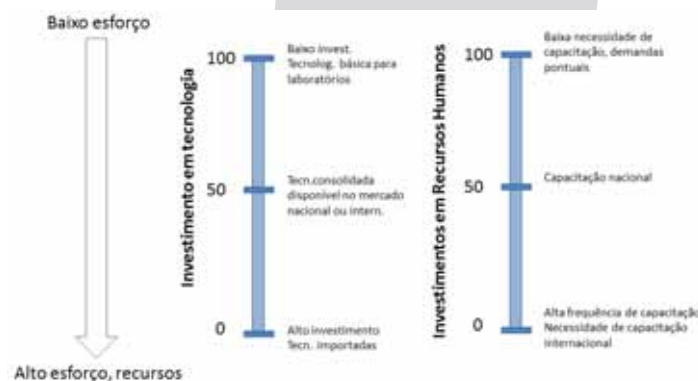 Baixo esforço
Investimento em tecnologia
100
Baixo invest.
Tecnolog. básica para
laboratórios
50
Tecn.consolidada
disponível no mercado
nacional ou intern.
0
Alto investimento
Tecn. importadas
Investimentos em Recursos Humanos
100
Baixa necessidade de
capacitação, demandas
pontuais
50
Capacitação nacional
0
Alta frequência de capacitação
Necessidade de capacitação
internacional
Alto esforço, recursos